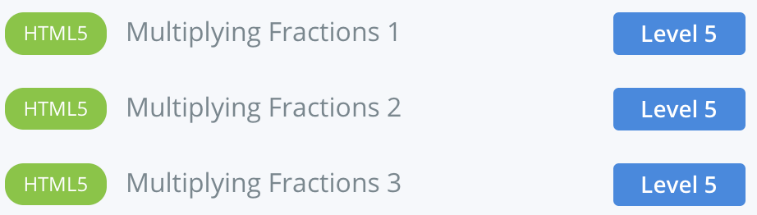 HTML5 Multiplying Fractions 1 Level 5
HTML5 Multiplying Fractions 2 Level 5
HTML5 Multiplying Fractions 3 Level 5